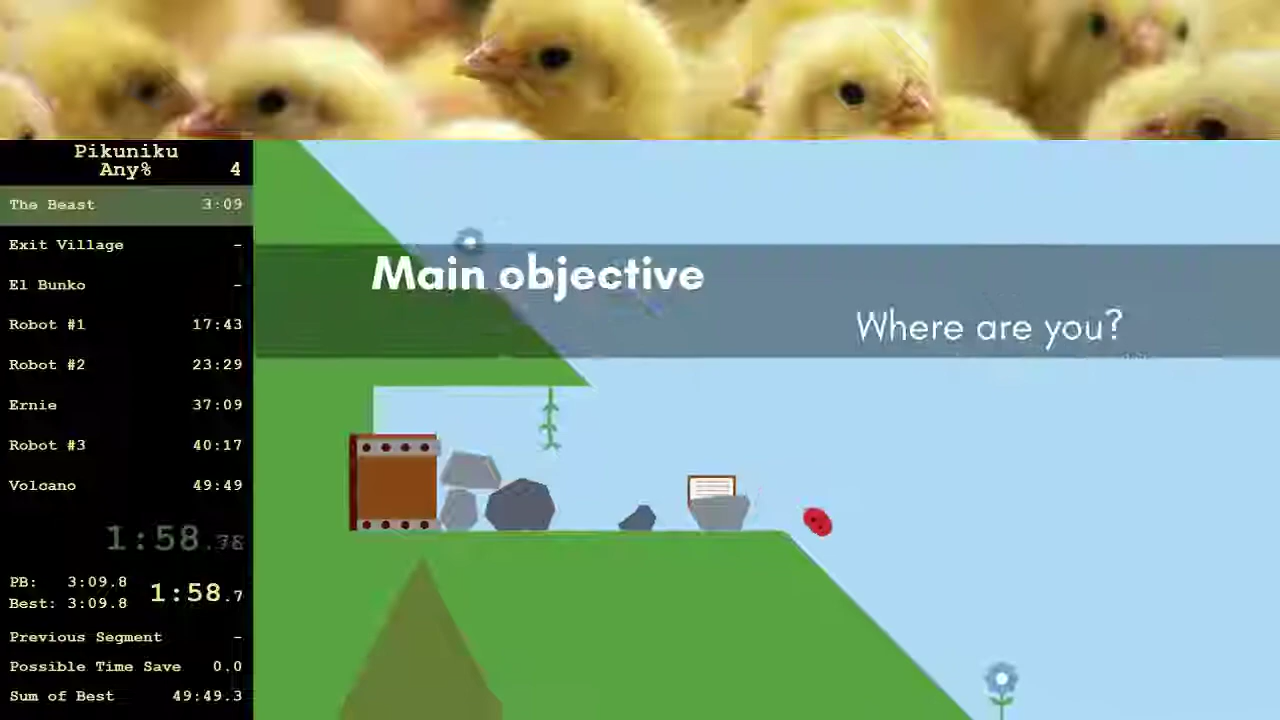 Pikuniku
Any% 4
The Beast 3:09
Exit Village -
El Bunko -
Robot #1 17:43
Robot #2 23:29
Ernie 37:09
Robot #3 40:17
Volcano 49:49
1:58
PB: 3:09.8
Best: 3:09.8
1:58.7
Previous Segment -
Possible Time Save 0.0
Sum of Best 49:49.3
Main objective
Where are you?